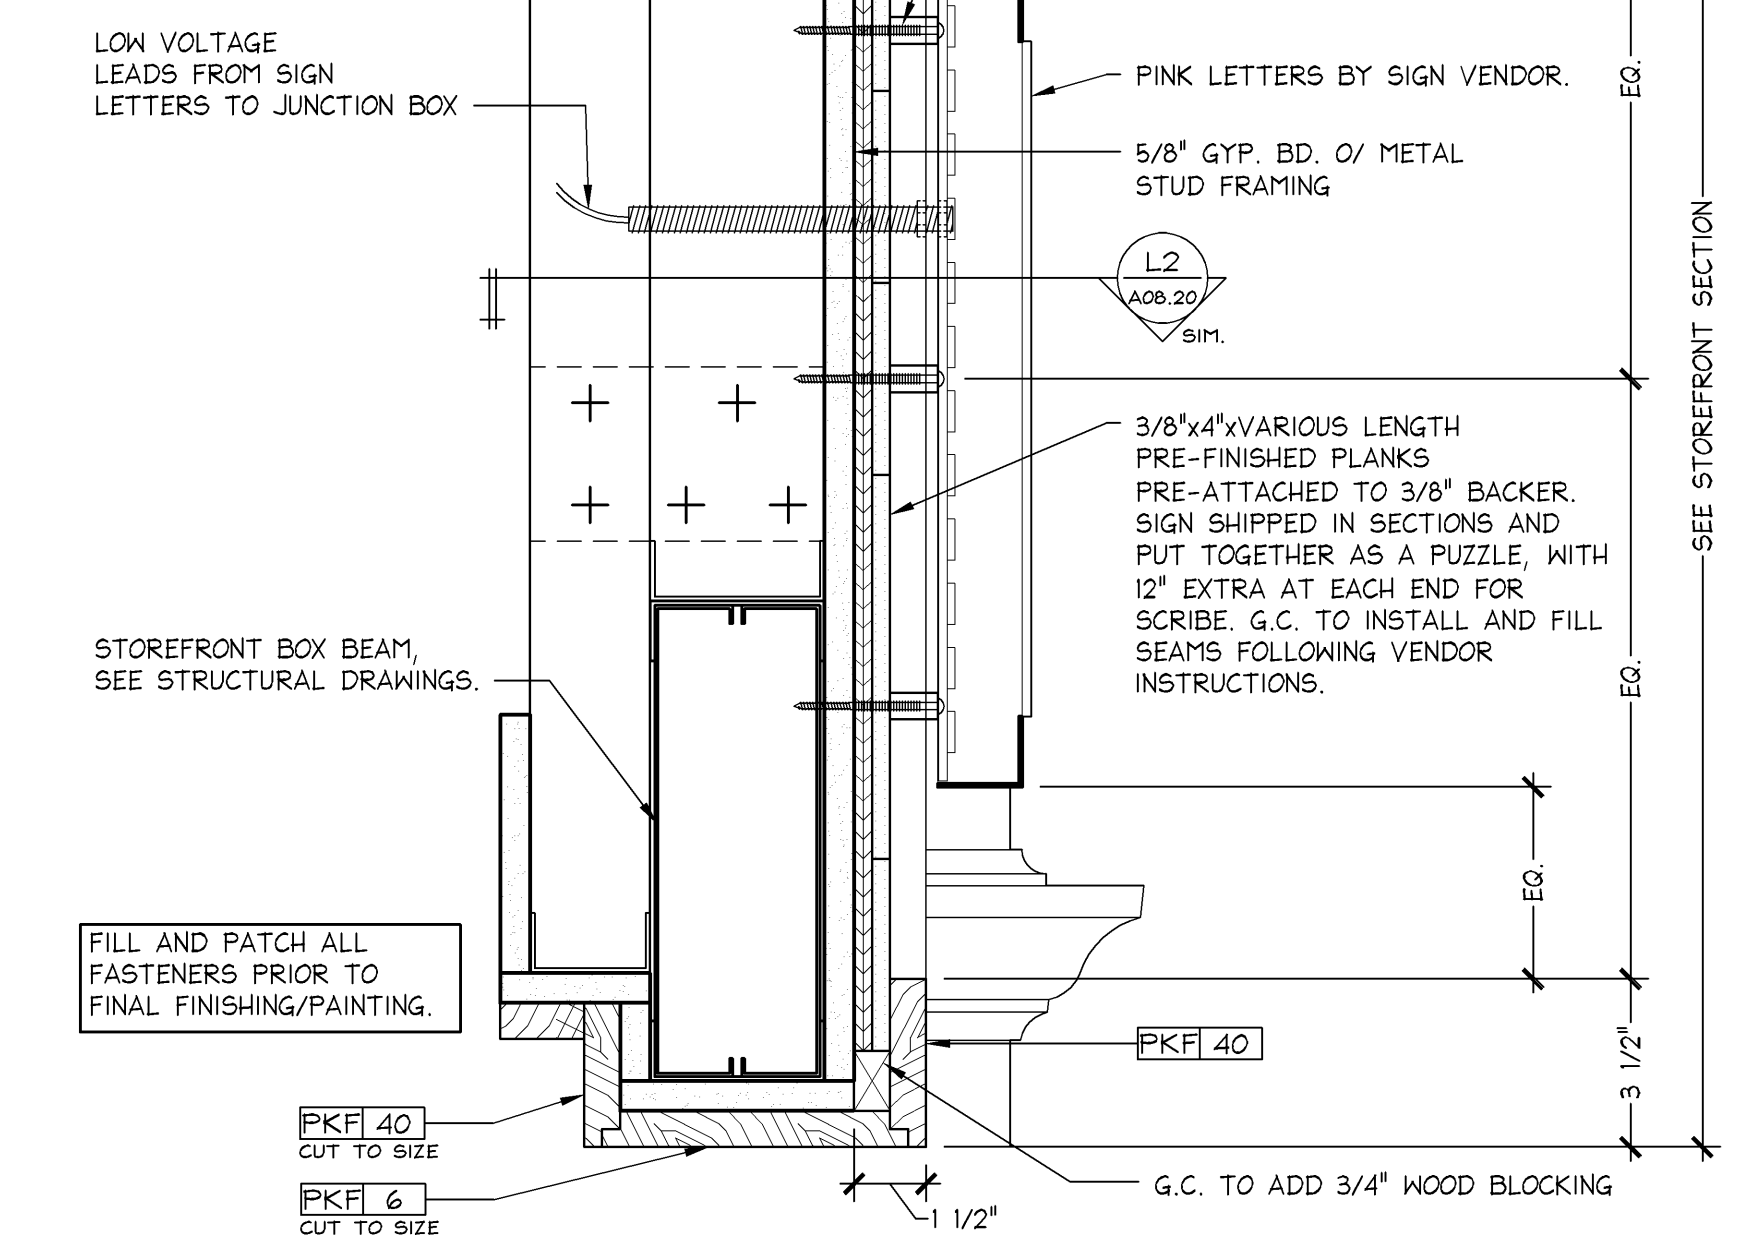 LOW VOLTAGE
LEADS FROM SIGN
LETTERS TO JUNCTION BOX
PINK LETTERS BY SIGN VENDOR.
EQ.
5/8" GYP. BD. O/ METAL
STUD FRAMING
L2
A08.20
SIM.
SEE STOREFRONT SECTION
3/8"x4"xVARIOUS LENGTH
PRE-FINISHED PLANKS
PRE-ATTACHED TO 3/8" BACKER.
SIGN SHIPPED IN SECTIONS AND
PUT TOGETHER AS A PUZZLE, WITH
12" EXTRA AT EACH END FOR
SCRIBE. G.C. TO INSTALL AND FILL
SEAMS FOLLOWING VENDOR
INSTRUCTIONS.
EQ.
STOREFRONT BOX BEAM,
SEE STRUCTURAL DRAWINGS.
EQ.
FILL AND PATCH ALL
FASTENERS PRIOR TO
FINAL FINISHING/PAINTING.
PKF 40
3 1/2"
PKF 40
CUT TO SIZE
PKF 6
CUT TO SIZE
G.C. TO ADD 3/4" WOOD BLOCKING
1 1/2"